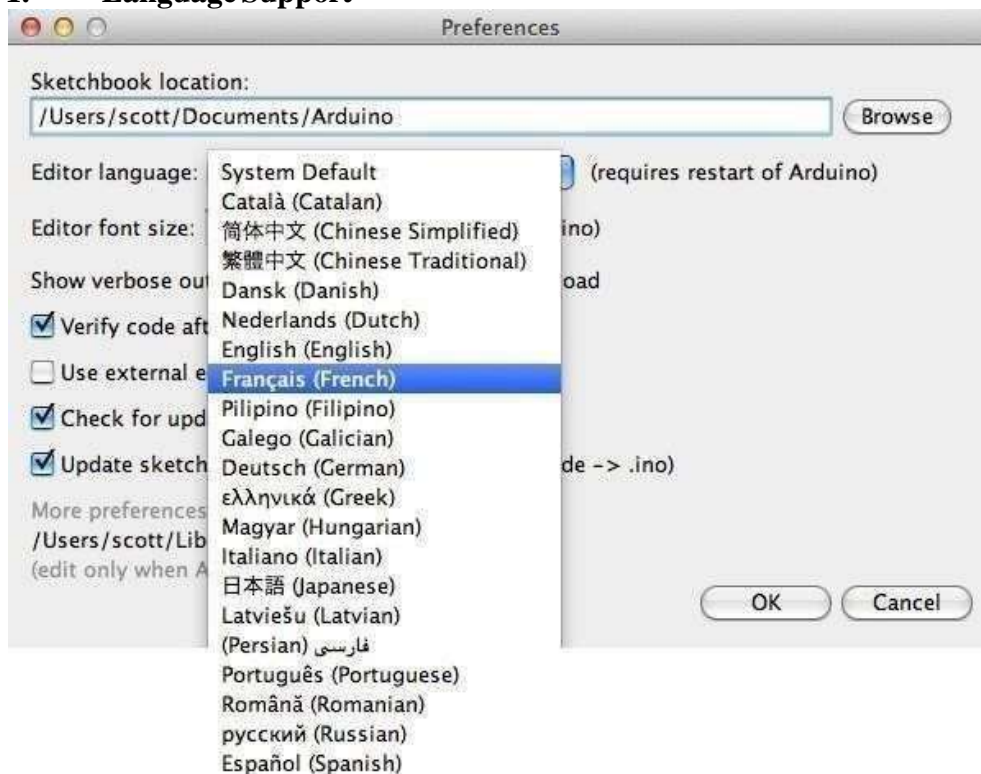 Language Support
Preferences
Sketchbook location:
/Users/scott/Documents/Arduino
Browse
Editor language:
(requires restart of Arduino)
Editor font size:
ino)
Show verbose out
oad
Verify code aft
Use external e
Check for upd
Update sketch
de -> .ino)
More preferences
/Users/scott/Lib
(edit only when A
System Default
Català (Catalan)
简体中文 (Chinese Simplified)
繁體中文 (Chinese Traditional)
Dansk (Danish)
Nederlands (Dutch)
English (English)
Français (French)
Pilipino (Filipino)
Galego (Galician)
Deutsch (German)
ελληνικά (Greek)
Magyar (Hungarian)
Italiano (Italian)
日本語 (Japanese)
Latviešu (Latvian)
فارسی (Persian)
Português (Portuguese)
Română (Romanian)
русский (Russian)
Español (Spanish)
OK
Cancel